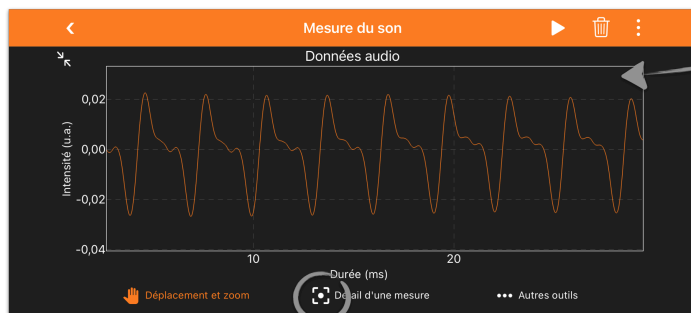 Mesure du son
Données audio
0,02
0,00
-0,02
-0,04
Intensité (u.a.)
10
20
Durée (ms)
Déplacement et zoom
Détail d'une mesure
Autres outils